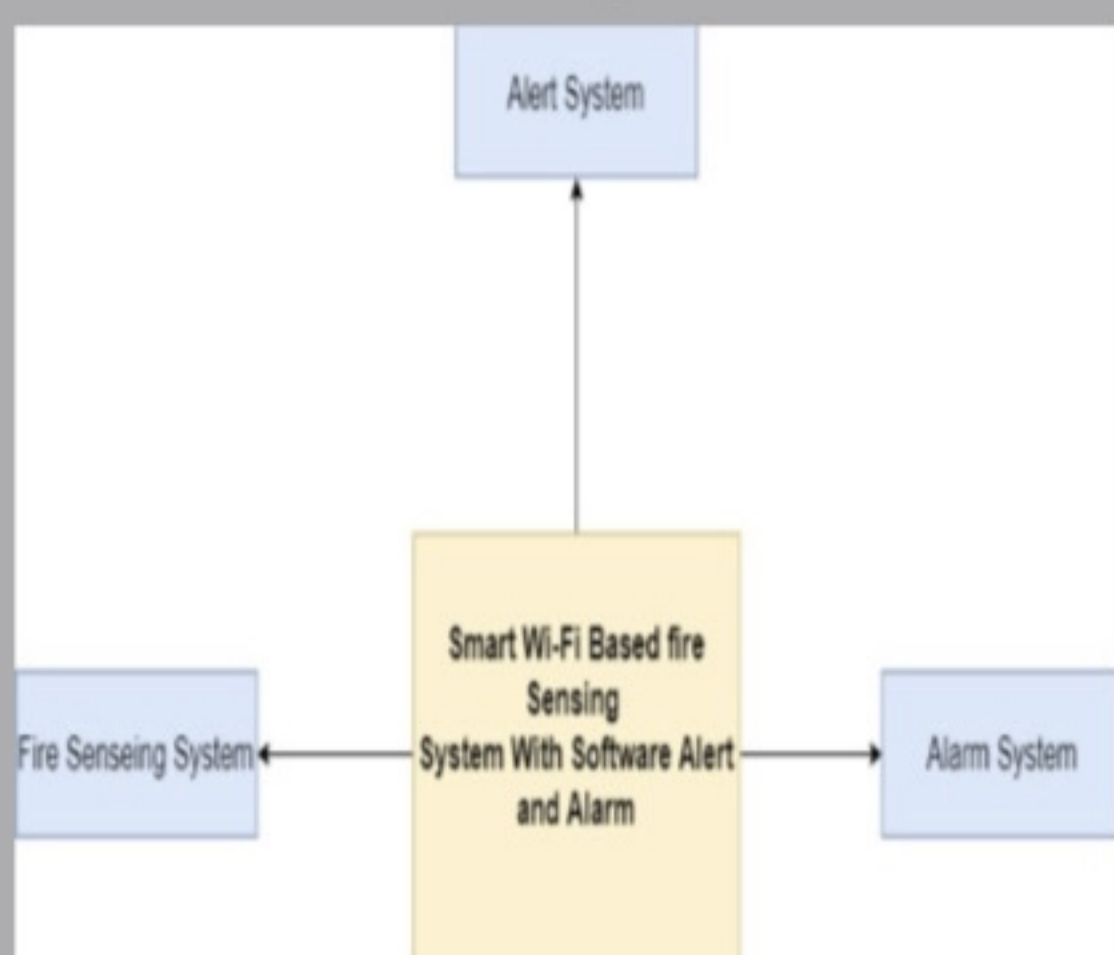 Alert System
Smart Wi-Fi Based fire
Sensing
System With Software Alert
and Alarm
Fire Senseing System
Alarm System